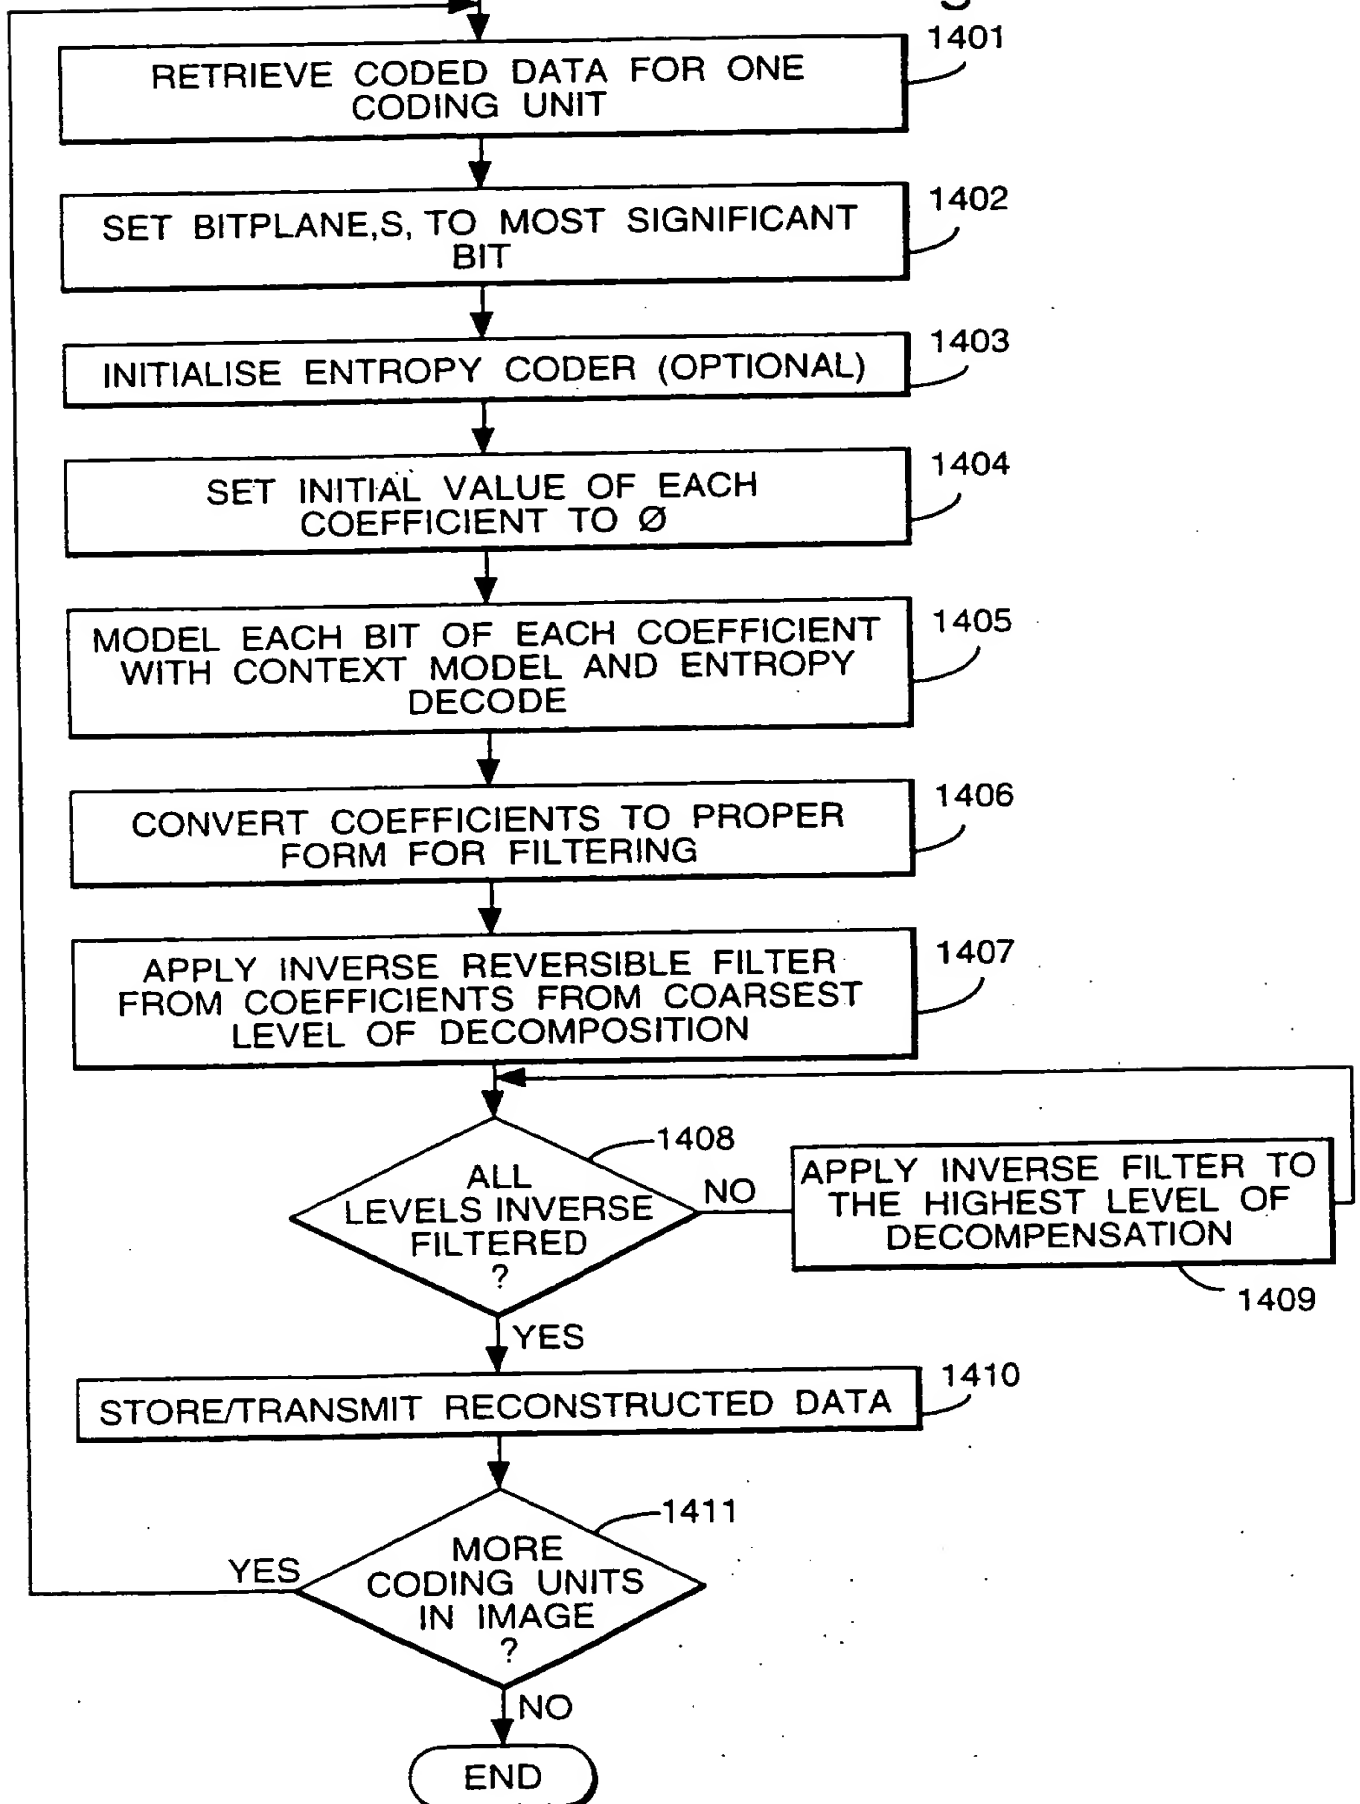 1401
RETRIEVE CODED DATA FOR ONE
CODING UNIT
1402
SET BITPLANE,S, TO MOST SIGNIFICANT
BIT
1403
INITIALISE ENTROPY CODER (OPTIONAL)
1404
SET INITIAL VALUE OF EACH
COEFFICIENT TO Ø
1405
MODEL EACH BIT OF EACH COEFFICIENT
WITH CONTEXT MODEL AND ENTROPY
DECODE
1406
CONVERT COEFFICIENTS TO PROPER
FORM FOR FILTERING
1407
APPLY INVERSE REVERSIBLE FILTER
FROM COEFFICIENTS FROM COARSEST
LEVEL OF DECOMPOSITION
1408
ALL
LEVELS INVERSE
FILTERED
?
NO
APPLY INVERSE FILTER TO
THE HIGHEST LEVEL OF
DECOMPENSATION
1409
YES
1410
STORE/TRANSMIT RECONSTRUCTED DATA
1411
MORE
CODING UNITS
IN IMAGE
?
YES
NO
END